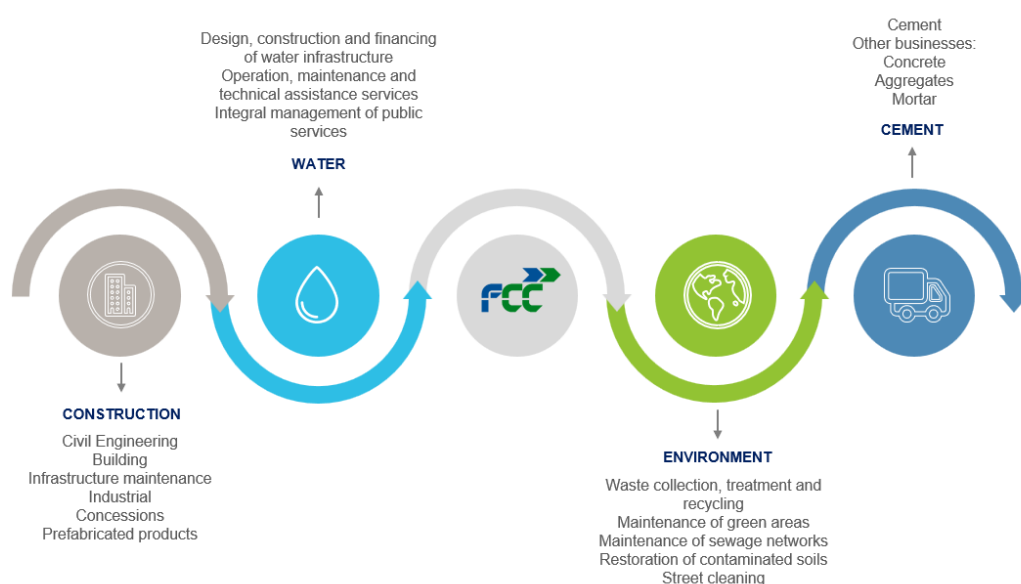 Design, construction and financing
of water infrastructure
Operation, maintenance and
technical assistance services
Integral management of public
services
WATER
Cement
Other businesses:
Concrete
Aggregates
Mortar
CEMENT
FCC
CONSTRUCTION
Civil Engineering
Building
Infrastructure maintenance
Industrial
Concessions
Prefabricated products
ENVIRONMENT
Waste collection, treatment and
recycling
Maintenance of green areas
Maintenance of sewage networks
Restoration of contaminated soils
Street cleaning